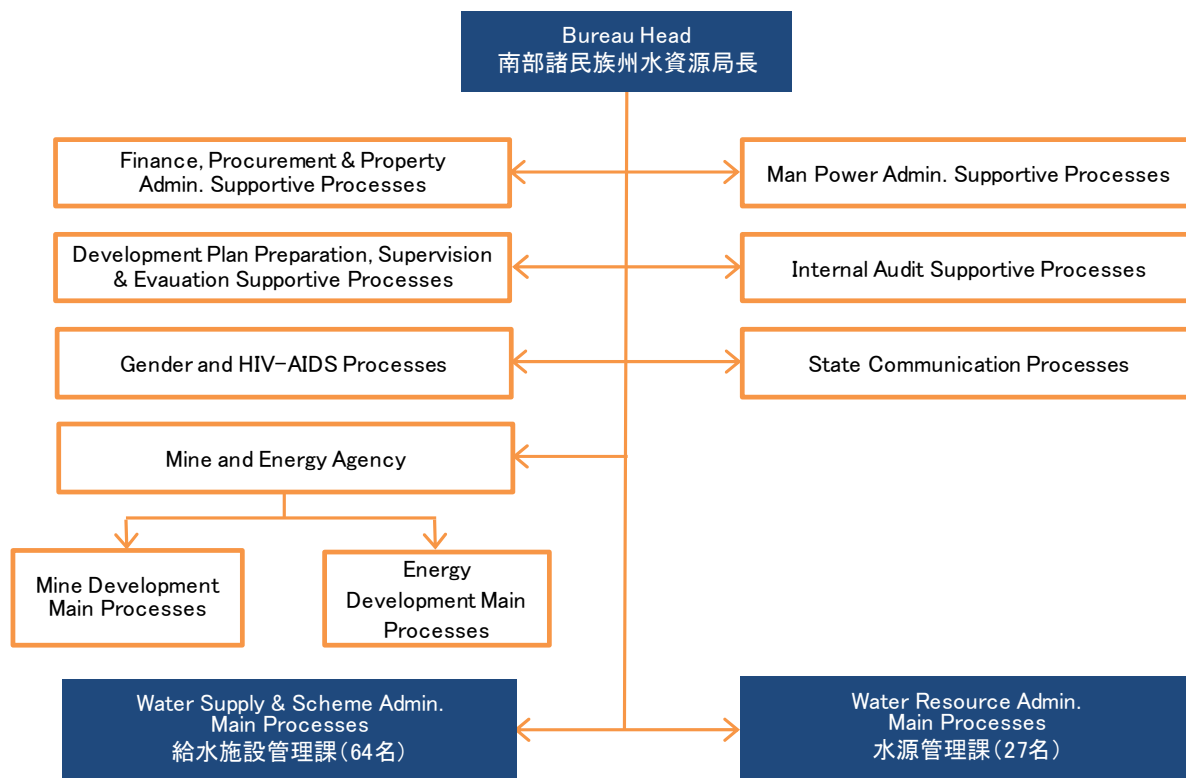 Bureau Head
南部諸民族州水資源局長
Finance, Procurement & Property
Admin. Supportive Processes
Man Power Admin. Supportive Processes
Development Plan Preparation, Supervision
& Evauation Supportive Processes
Internal Audit Supportive Processes
Gender and HIV-AIDS Processes
State Communication Processes
Mine and Energy Agency
Mine Development
Main Processes
Energy
Development Main
Processes
Water Supply & Scheme Admin.
Main Processes
給水施設管理課(64名)
Water Resource Admin.
Main Processes
水源管理課(27名)